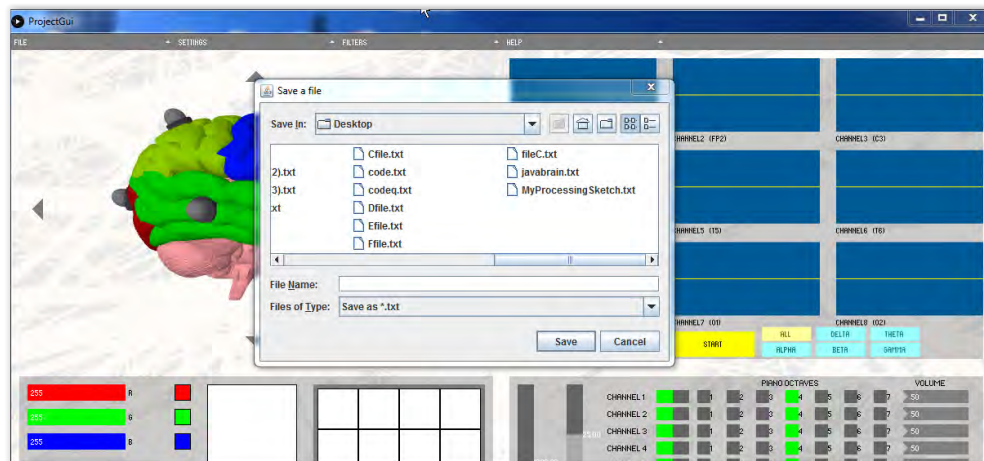 ProjectGui
FILE SETTINGS FILTERS HELP
Save a file
Save In: Desktop
Cfile.txt fileC.txt
2).txt code.txt javabrain.txt
3).txt codeq.txt MyProcessingSketch.txt
xt Dfile.txt
Efile.txt
Ffile.txt
File Name:
Files of Type: Save as *.txt
Save Cancel
CHANNEL2 (FP2) CHANNEL3 (C3)
CHANNEL5 (T5) CHANNEL6 (T6)
CHANNEL7 (O1) CHANNEL8 (O2)
START
ALL DELTA THETA
ALPHA BETA GAMMA
255 R
255 G
255 B
PIANO OCTAVES VOLUME
CHANNEL 1 1 2 3 4 5 6 7 50
CHANNEL 2 1 2 3 4 5 6 7 50
CHANNEL 3 1 2 3 4 5 6 7 50
CHANNEL 4 1 2 3 4 5 6 7 50